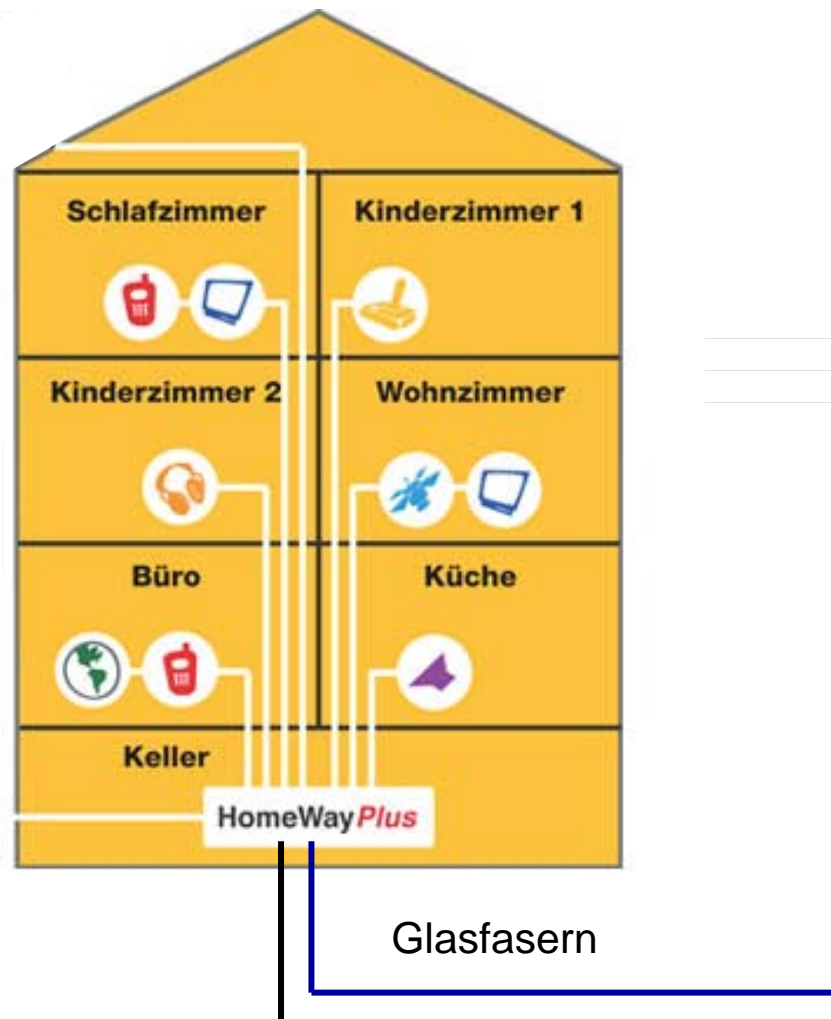 Schlafzimmer
Kinderzimmer 1
Kinderzimmer 2
Wohnzimmer
Büro
Küche
Keller
HomeWayPlus
Glasfasern